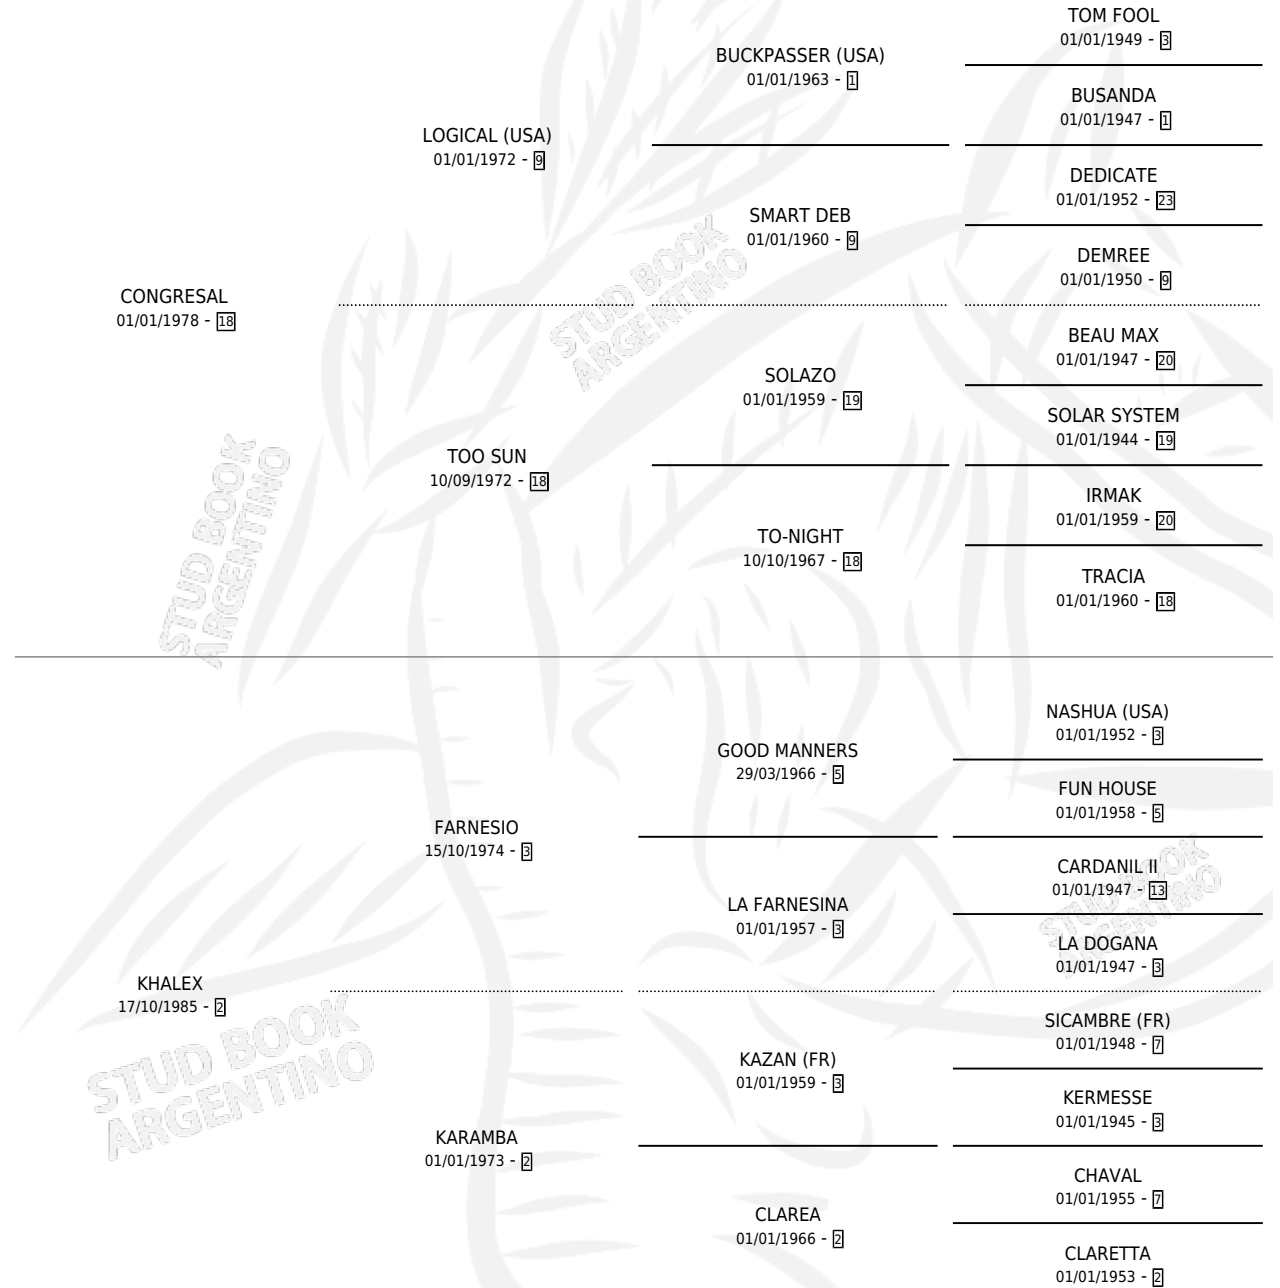 TOM FOOL
01/01/1949 - 3
BUCKPASSER (USA)
01/01/1963 - 1
BUSANDA
01/01/1947 - 1
LOGICAL (USA)
01/01/1972 - 9
DEDICATE
01/01/1952 - 23
SMART DEB
01/01/1960 - 9
DEMREE
01/01/1950 - 9
CONGRESAL
01/01/1978 - 18
BEAU MAX
01/01/1947 - 20
SOLAZO
01/01/1959 - 19
SOLAR SYSTEM
01/01/1944 - 19
TOO SUN
10/09/1972 - 18
IRMAK
01/01/1959 - 20
TO-NIGHT
10/10/1967 - 18
TRACIA
01/01/1960 - 18
NASHUA (USA)
01/01/1952 - 3
GOOD MANNERS
29/03/1966 - 5
FUN HOUSE
01/01/1958 - 5
FARNESIO
15/10/1974 - 3
CARDANIL II
01/01/1947 - 13
LA FARNESINA
01/01/1957 - 3
LA DOGANA
01/01/1947 - 3
KHALEX
17/10/1985 - 2
SICAMBRE (FR)
01/01/1948 - 7
KAZAN (FR)
01/01/1959 - 3
KERMESSE
01/01/1945 - 3
KARAMBA
01/01/1973 - 2
CHAVAL
01/01/1955 - 7
CLAREA
01/01/1966 - 2
CLARETTA
01/01/1953 - 2
STUD BOOK
ARGENTINO
STUD BOOK
ARGENTINO
STUD BOOK
ARGENTINO
STUD BOOK
ARGENTINO